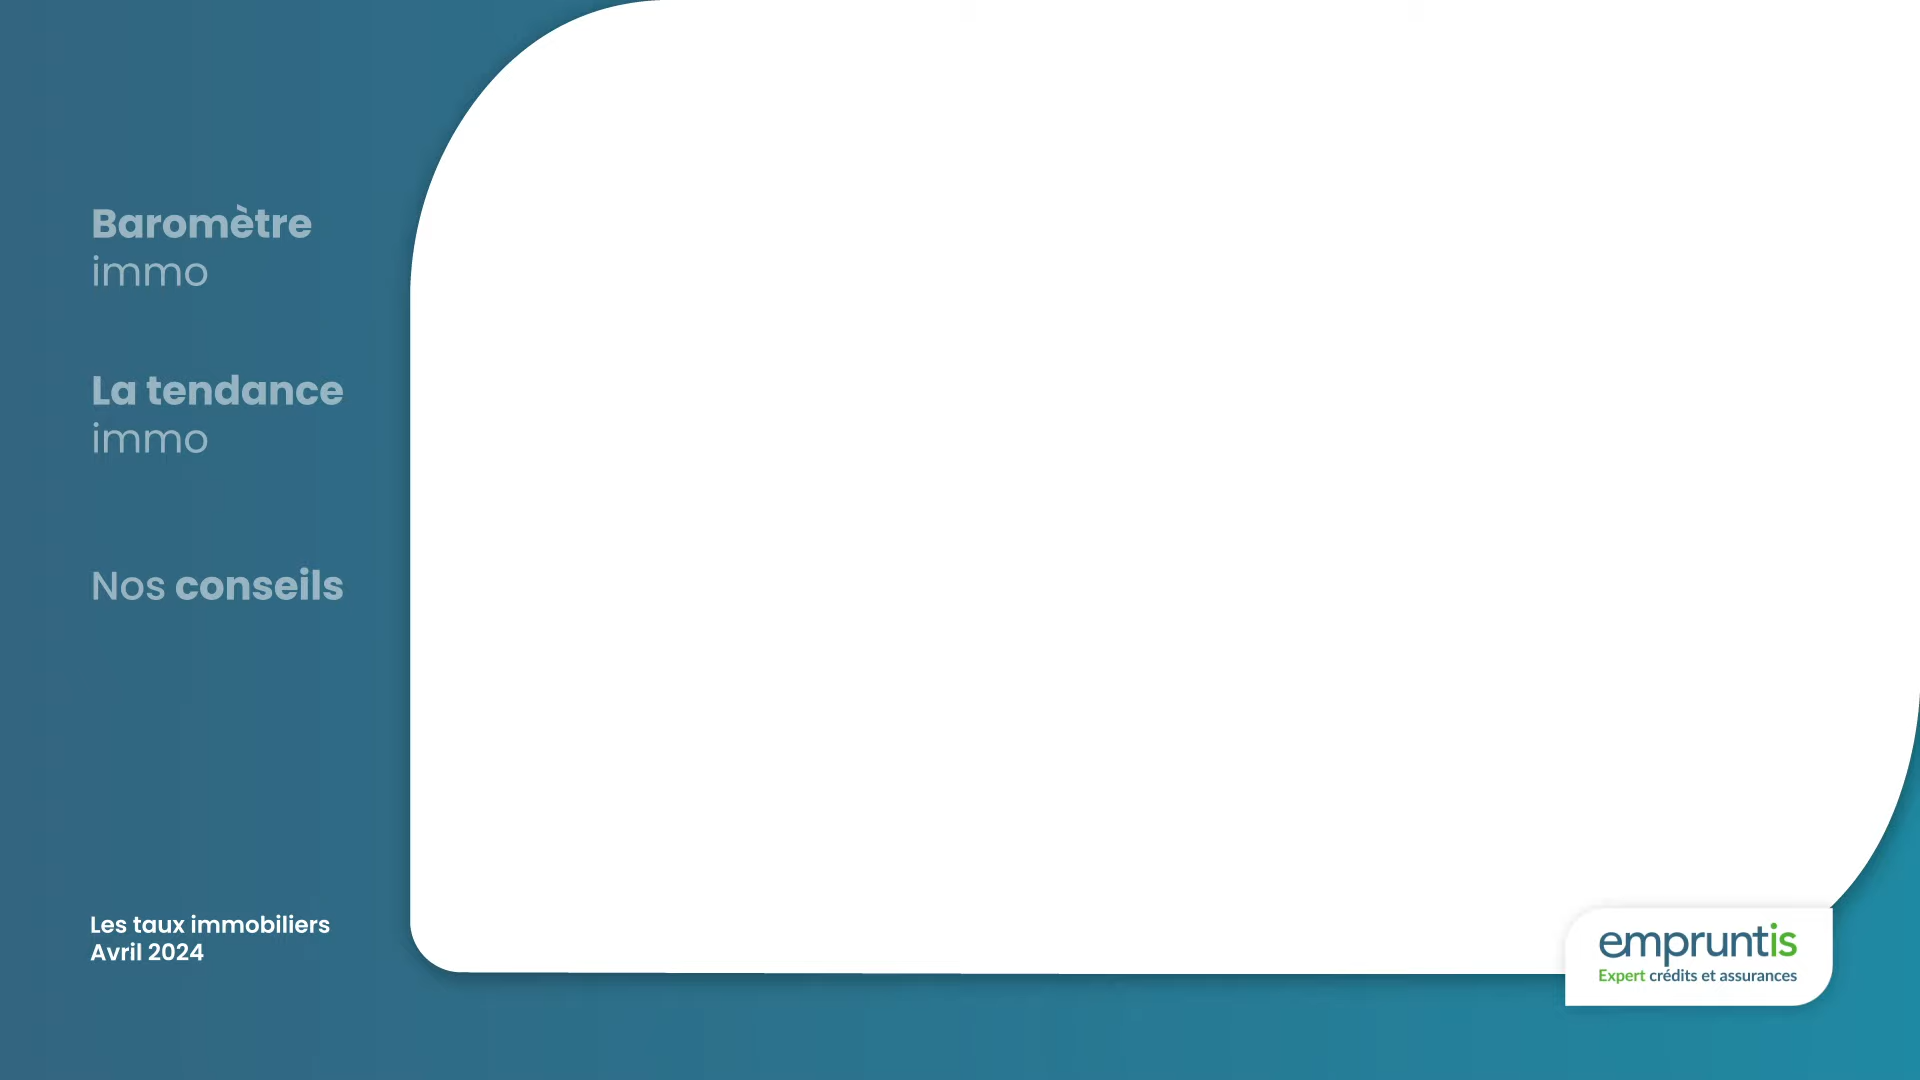 Baromètre
immo
La tendance
immo
Nos conseils
Les taux immobiliers
Avril 2024
empruntis
Expert crédits et assurances